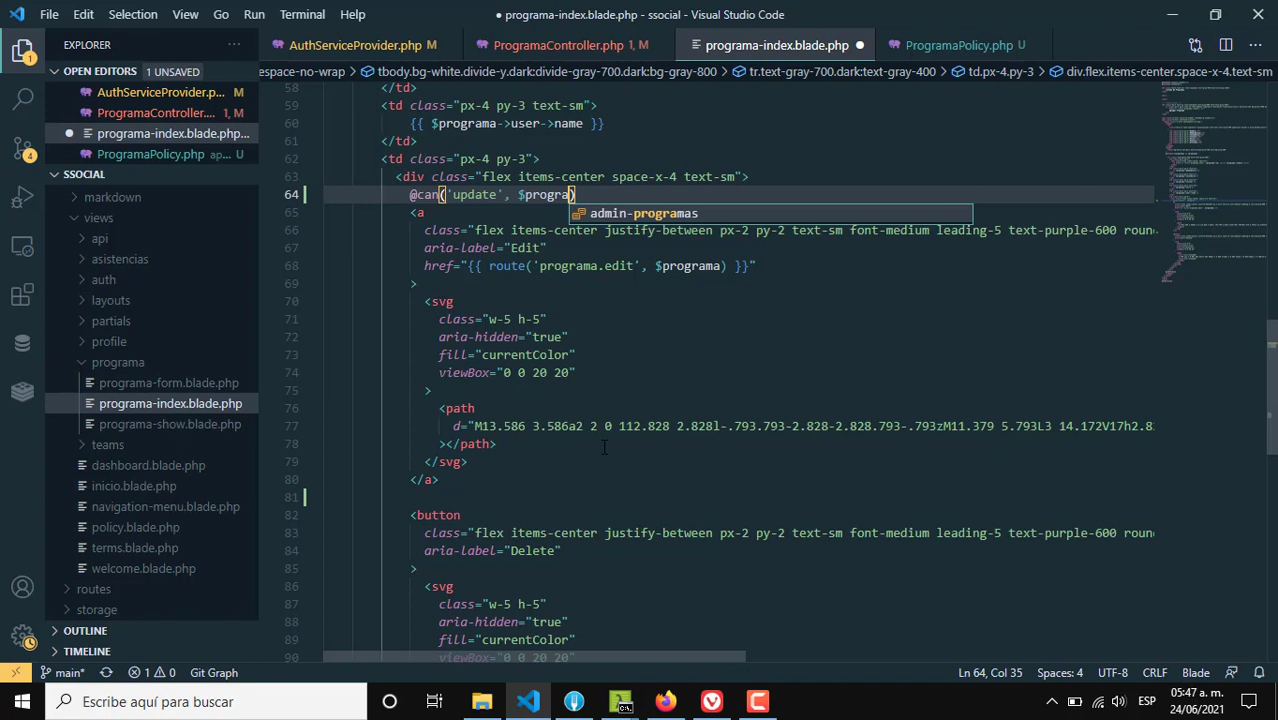 File Edit Selection View Go Run Terminal Help
● programa-index.blade.php - ssocial - Visual Studio Code
EXPLORER
AuthServiceProvider.php M
ProgramaController.php 1, M
programa-index.blade.php ●
ProgramaPolicy.php U
OPEN EDITORS 1 UNSAVED
espace-no-wrap > tbody.bg-white.divide-y.dark:divide-gray-700.dark:bg-gray-800 > tr.text-gray-700.dark:text-gray-400 > td.px-4.py-3 > div.flex.items-center.space-x-4.text-sm
AuthServiceProvider.p... M
ProgramaController.... 1, M
● programa-index.blade.php...
ProgramaPolicy.php ap... U
SSOCIAL
markdown
views
api
asistencias
auth
layouts
partials
profile
programa
programa-form.blade.php
programa-index.blade.php
programa-show.blade.php
teams
dashboard.blade.php
inicio.blade.php
navigation-menu.blade.php
policy.blade.php
terms.blade.php
welcome.blade.php
routes
storage
OUTLINE
TIMELINE
58 </td>
59 <td class="px-4 py-3 text-sm">
60 {{ $programa->user->name }}
61 </td>
62 <td class="px-4 py-3">
63 <div class="flex items-center space-x-4 text-sm">
64 @can('update', $progra)
admin-programas
65 <a
66 class="flex items-center justify-between px-2 py-2 text-sm font-medium leading-5 text-purple-600 roun
67 aria-label="Edit"
68 href="{{ route('programa.edit', $programa) }}"
69 >
70 <svg
71 class="w-5 h-5"
72 aria-hidden="true"
73 fill="currentColor"
74 viewBox="0 0 20 20"
75 >
76 <path
77 d="M13.586 3.586a2 2 0 112.828 2.828l-.793.793-2.828-2.828.793-.793zM11.379 5.793L3 14.172V17h2.8
78 ></path>
79 </svg>
80 </a>
81
82 <button
83 class="flex items-center justify-between px-2 py-2 text-sm font-medium leading-5 text-purple-600 roun
84 aria-label="Delete"
85 >
86 <svg
87 class="w-5 h-5"
88 aria-hidden="true"
89 fill="currentColor"
90 viewBox="0 0 20 20"
main* 1 0 Git Graph
Ln 64, Col 35 Spaces: 4 UTF-8 CRLF Blade
Escribe aquí para buscar
ESP
05:47 a. m.
24/06/2021